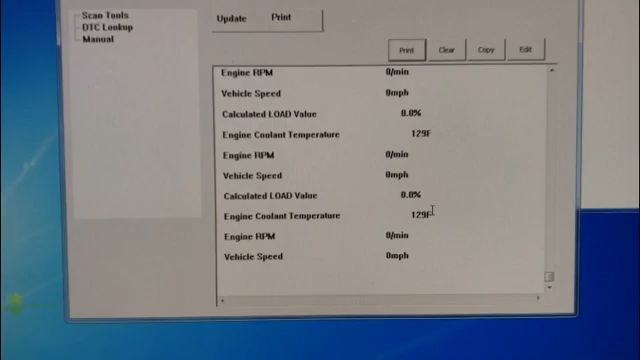 Scan Tools
DTC Lookup
Manual
Update Print
Print Clear Copy Edit
Engine RPM 0/min
Vehicle Speed 0mph
Calculated LOAD Value 0.0%
Engine Coolant Temperature 129F
Engine RPM 0/min
Vehicle Speed 0mph
Calculated LOAD Value 0.0%
Engine Coolant Temperature 129F
Engine RPM 0/min
Vehicle Speed 0mph